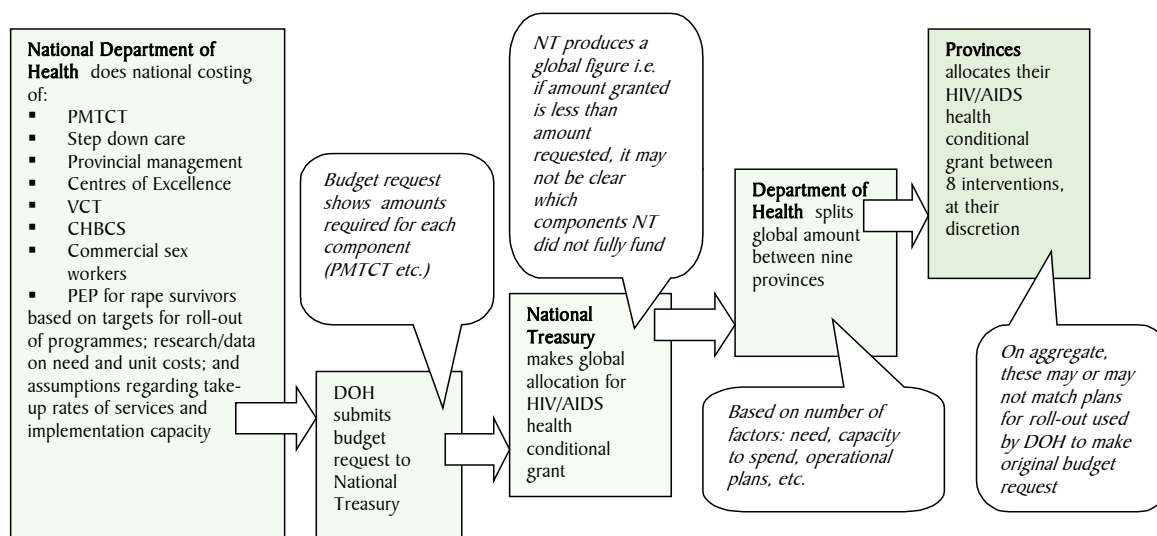 National Department of
Health does national costing
of:
▪ PMTCT
▪ Step down care
▪ Provincial management
▪ Centres of Excellence
▪ VCT
▪ CHBCS
▪ Commercial sex
workers
▪ PEP for rape survivors
based on targets for roll-out
of programmes; research/data
on need and unit costs; and
assumptions regarding take-
up rates of services and
implementation capacity
Budget request
shows amounts
required for each
component
(PMTCT etc.)
DOH
submits
budget
request to
National
Treasury
NT produces a
global figure i.e.
if amount granted
is less than
amount
requested, it may
not be clear
which
components NT
did not fully fund
National
Treasury
makes global
allocation for
HIV/AIDS
health
conditional
grant
Department of
Health splits
global amount
between nine
provinces
Based on number of
factors: need, capacity
to spend, operational
plans, etc.
Provinces
allocates their
HIV/AIDS
health
conditional
grant between
8 interventions,
at their
discretion
On aggregate,
these may or may
not match plans
for roll-out used
by DOH to make
original budget
request